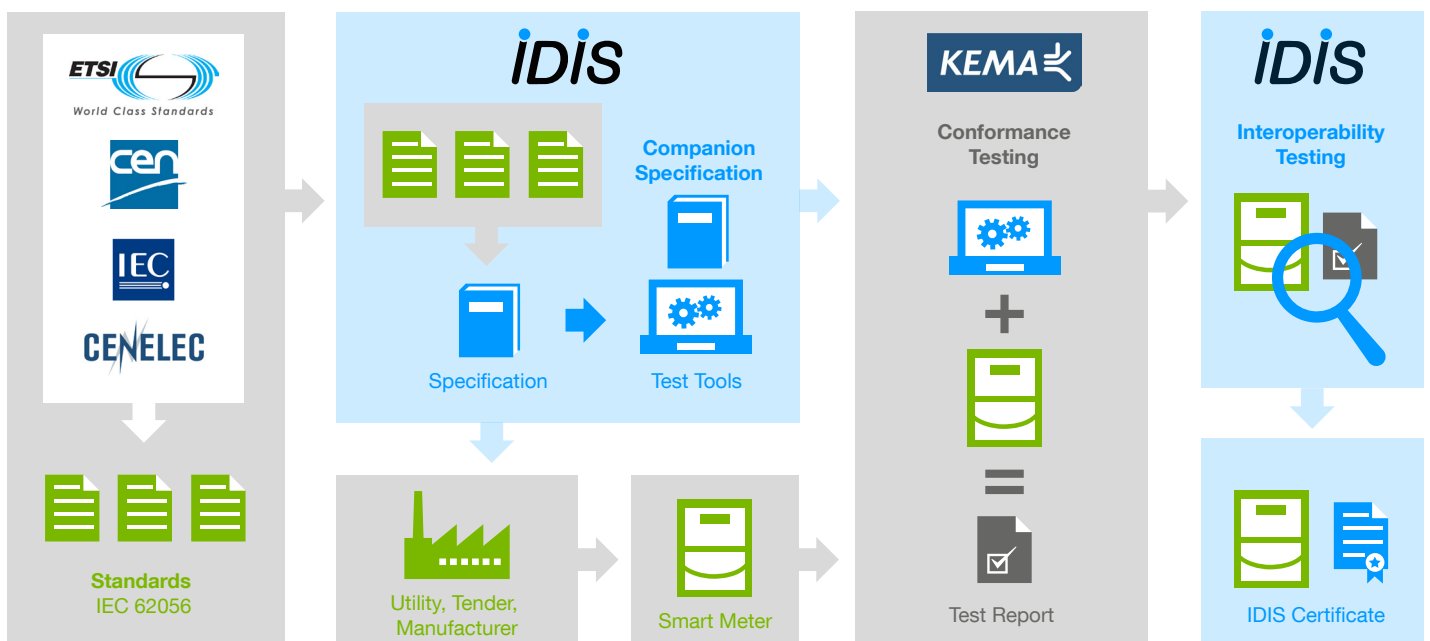 ETSI
World Class Standards
cen
IEC
CENELEC
Standards
IEC 62056
iDiS
Companion
Specification
Specification
Test Tools
Utility, Tender,
Manufacturer
Smart Meter
KEMA
Conformance
Testing
Test Report
iDiS
Interoperability
Testing
IDIS Certificate